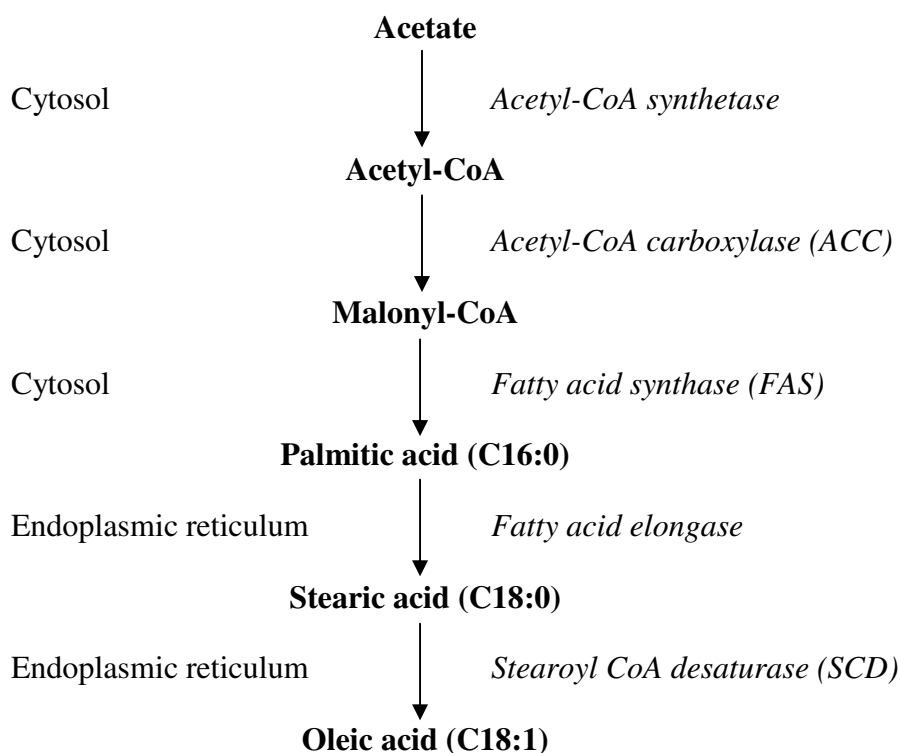 Acetate
Cytosol Acetyl-CoA synthetase
Acetyl-CoA
Cytosol Acetyl-CoA carboxylase (ACC)
Malonyl-CoA
Cytosol Fatty acid synthase (FAS)
Palmitic acid (C16:0)
Endoplasmic reticulum Fatty acid elongase
Stearic acid (C18:0)
Endoplasmic reticulum Stearoyl CoA desaturase (SCD)
Oleic acid (C18:1)